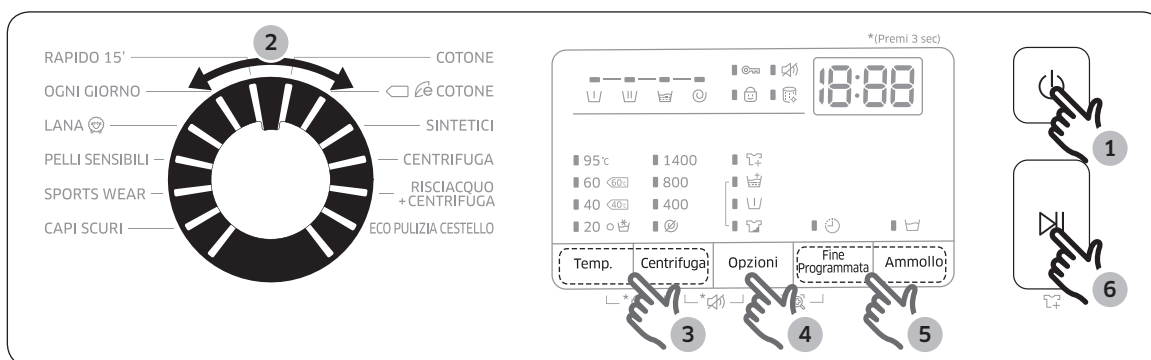 2
RAPIDO 15'
COTONE
OGNI GIORNO
e COTONE
LANA
SINTETICI
PELLI SENSIBILI
CENTRIFUGA
SPORTS WEAR
RISCIACQUO
+CENTRIFUGA
CAPI SCURI
ECO PULIZIA CESTELLO
*(Premi 3 sec)
18:88
95°c 1400
60 60°c 800
40 40°c 400
20
Temp. Centrifuga Opzioni Fine
Programmata Ammollo
*
*
3
4
5
1
6